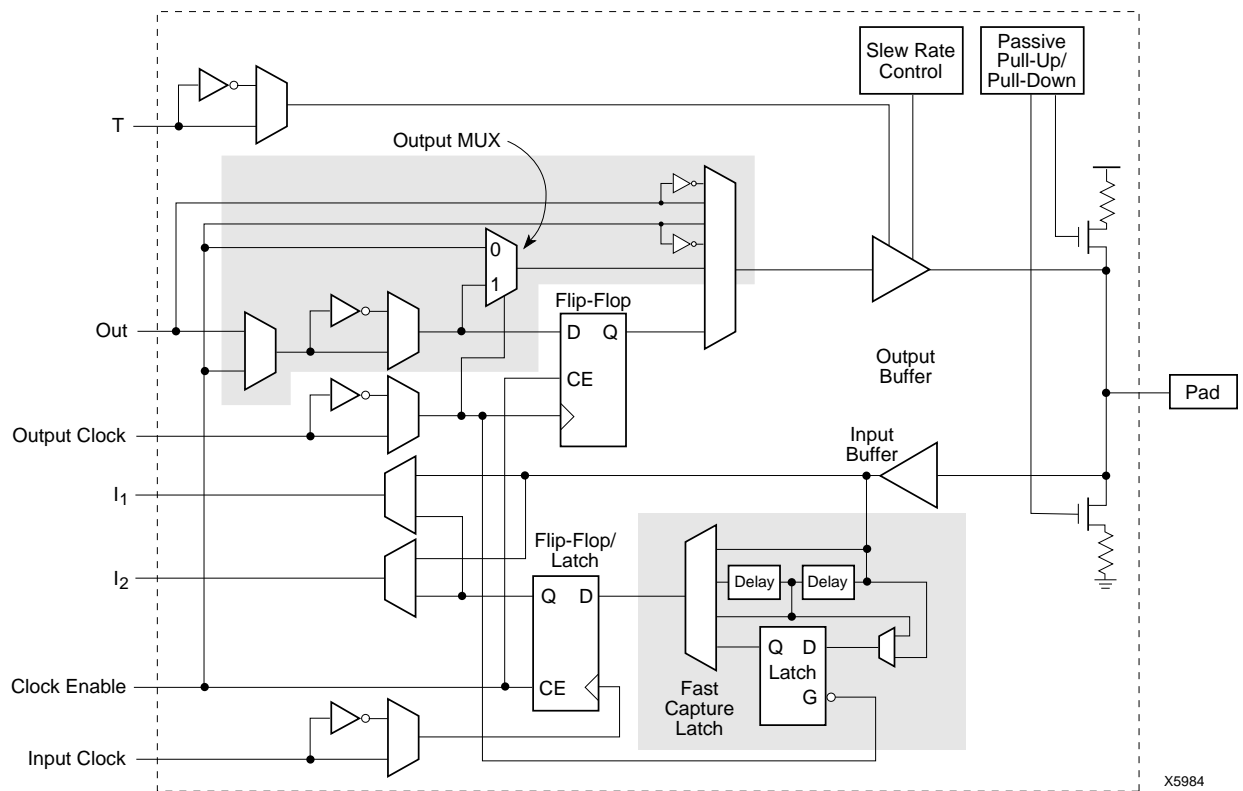 Slew Rate
Control
Passive
Pull-Up/
Pull-Down
T
Output MUX
0
1
Flip-Flop
D
Q
CE
Out
Output
Buffer
Pad
Output Clock
Input
Buffer
I1
Flip-Flop/
Latch
I2
Delay
Delay
Q
D
Q
D
Latch
G
CE
Clock Enable
Fast
Capture
Latch
Input Clock
X5984